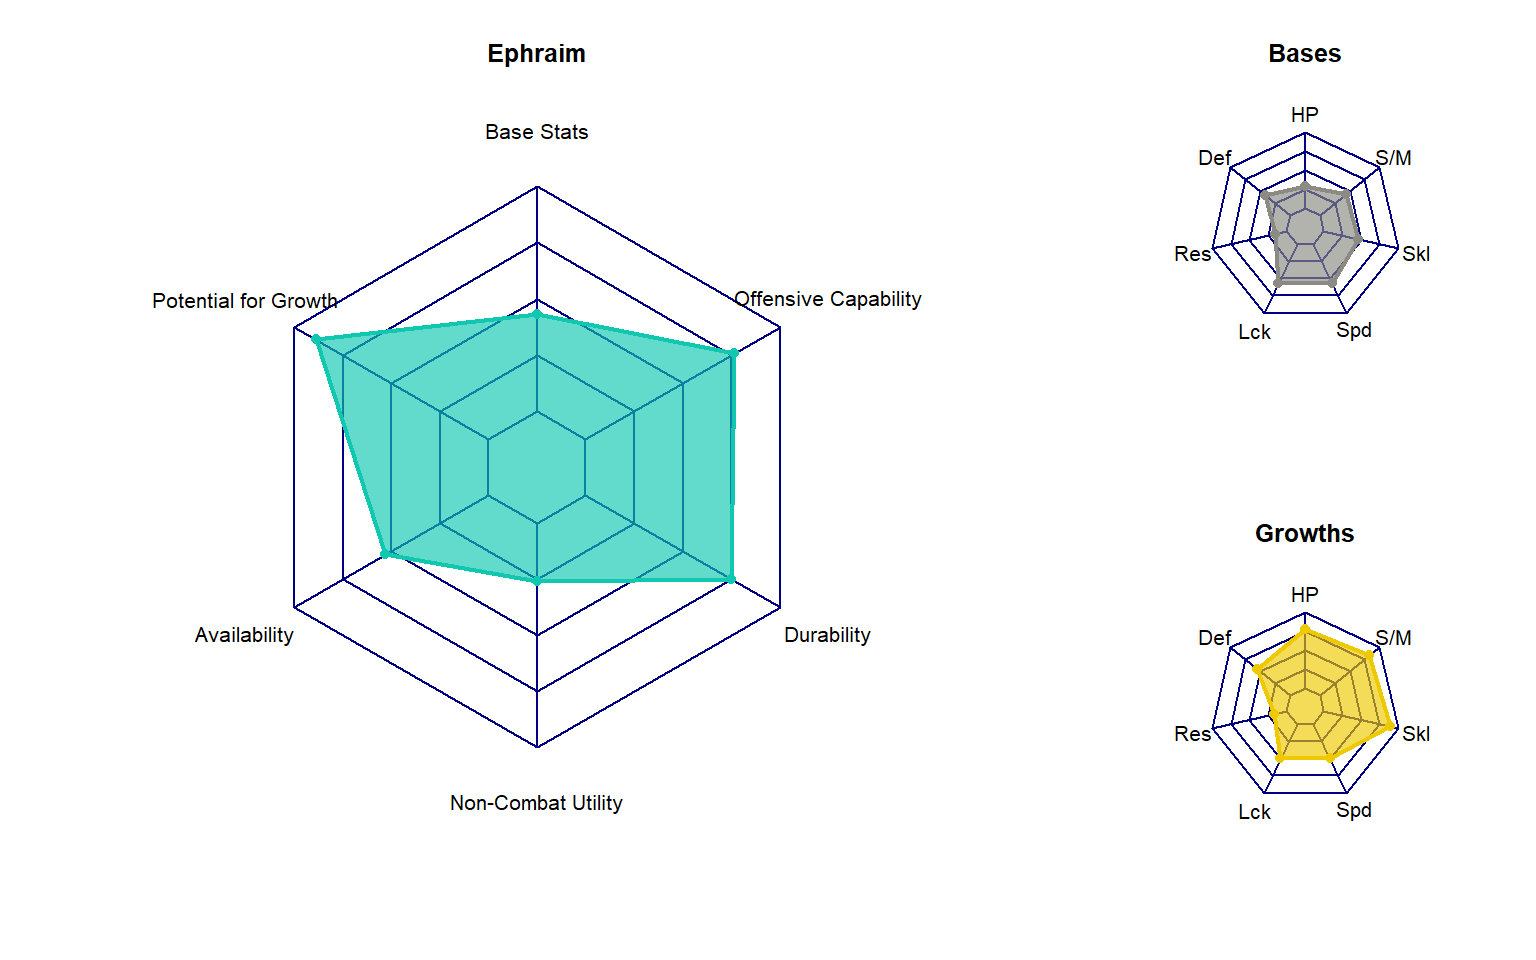 Ephraim
Base Stats
Offensive Capability
Potential for Growth
Availability
Durability
Non-Combat Utility
Bases
HP
Def
S/M
Res
Skl
Lck
Spd
Growths
HP
Def
S/M
Res
Skl
Lck
Spd